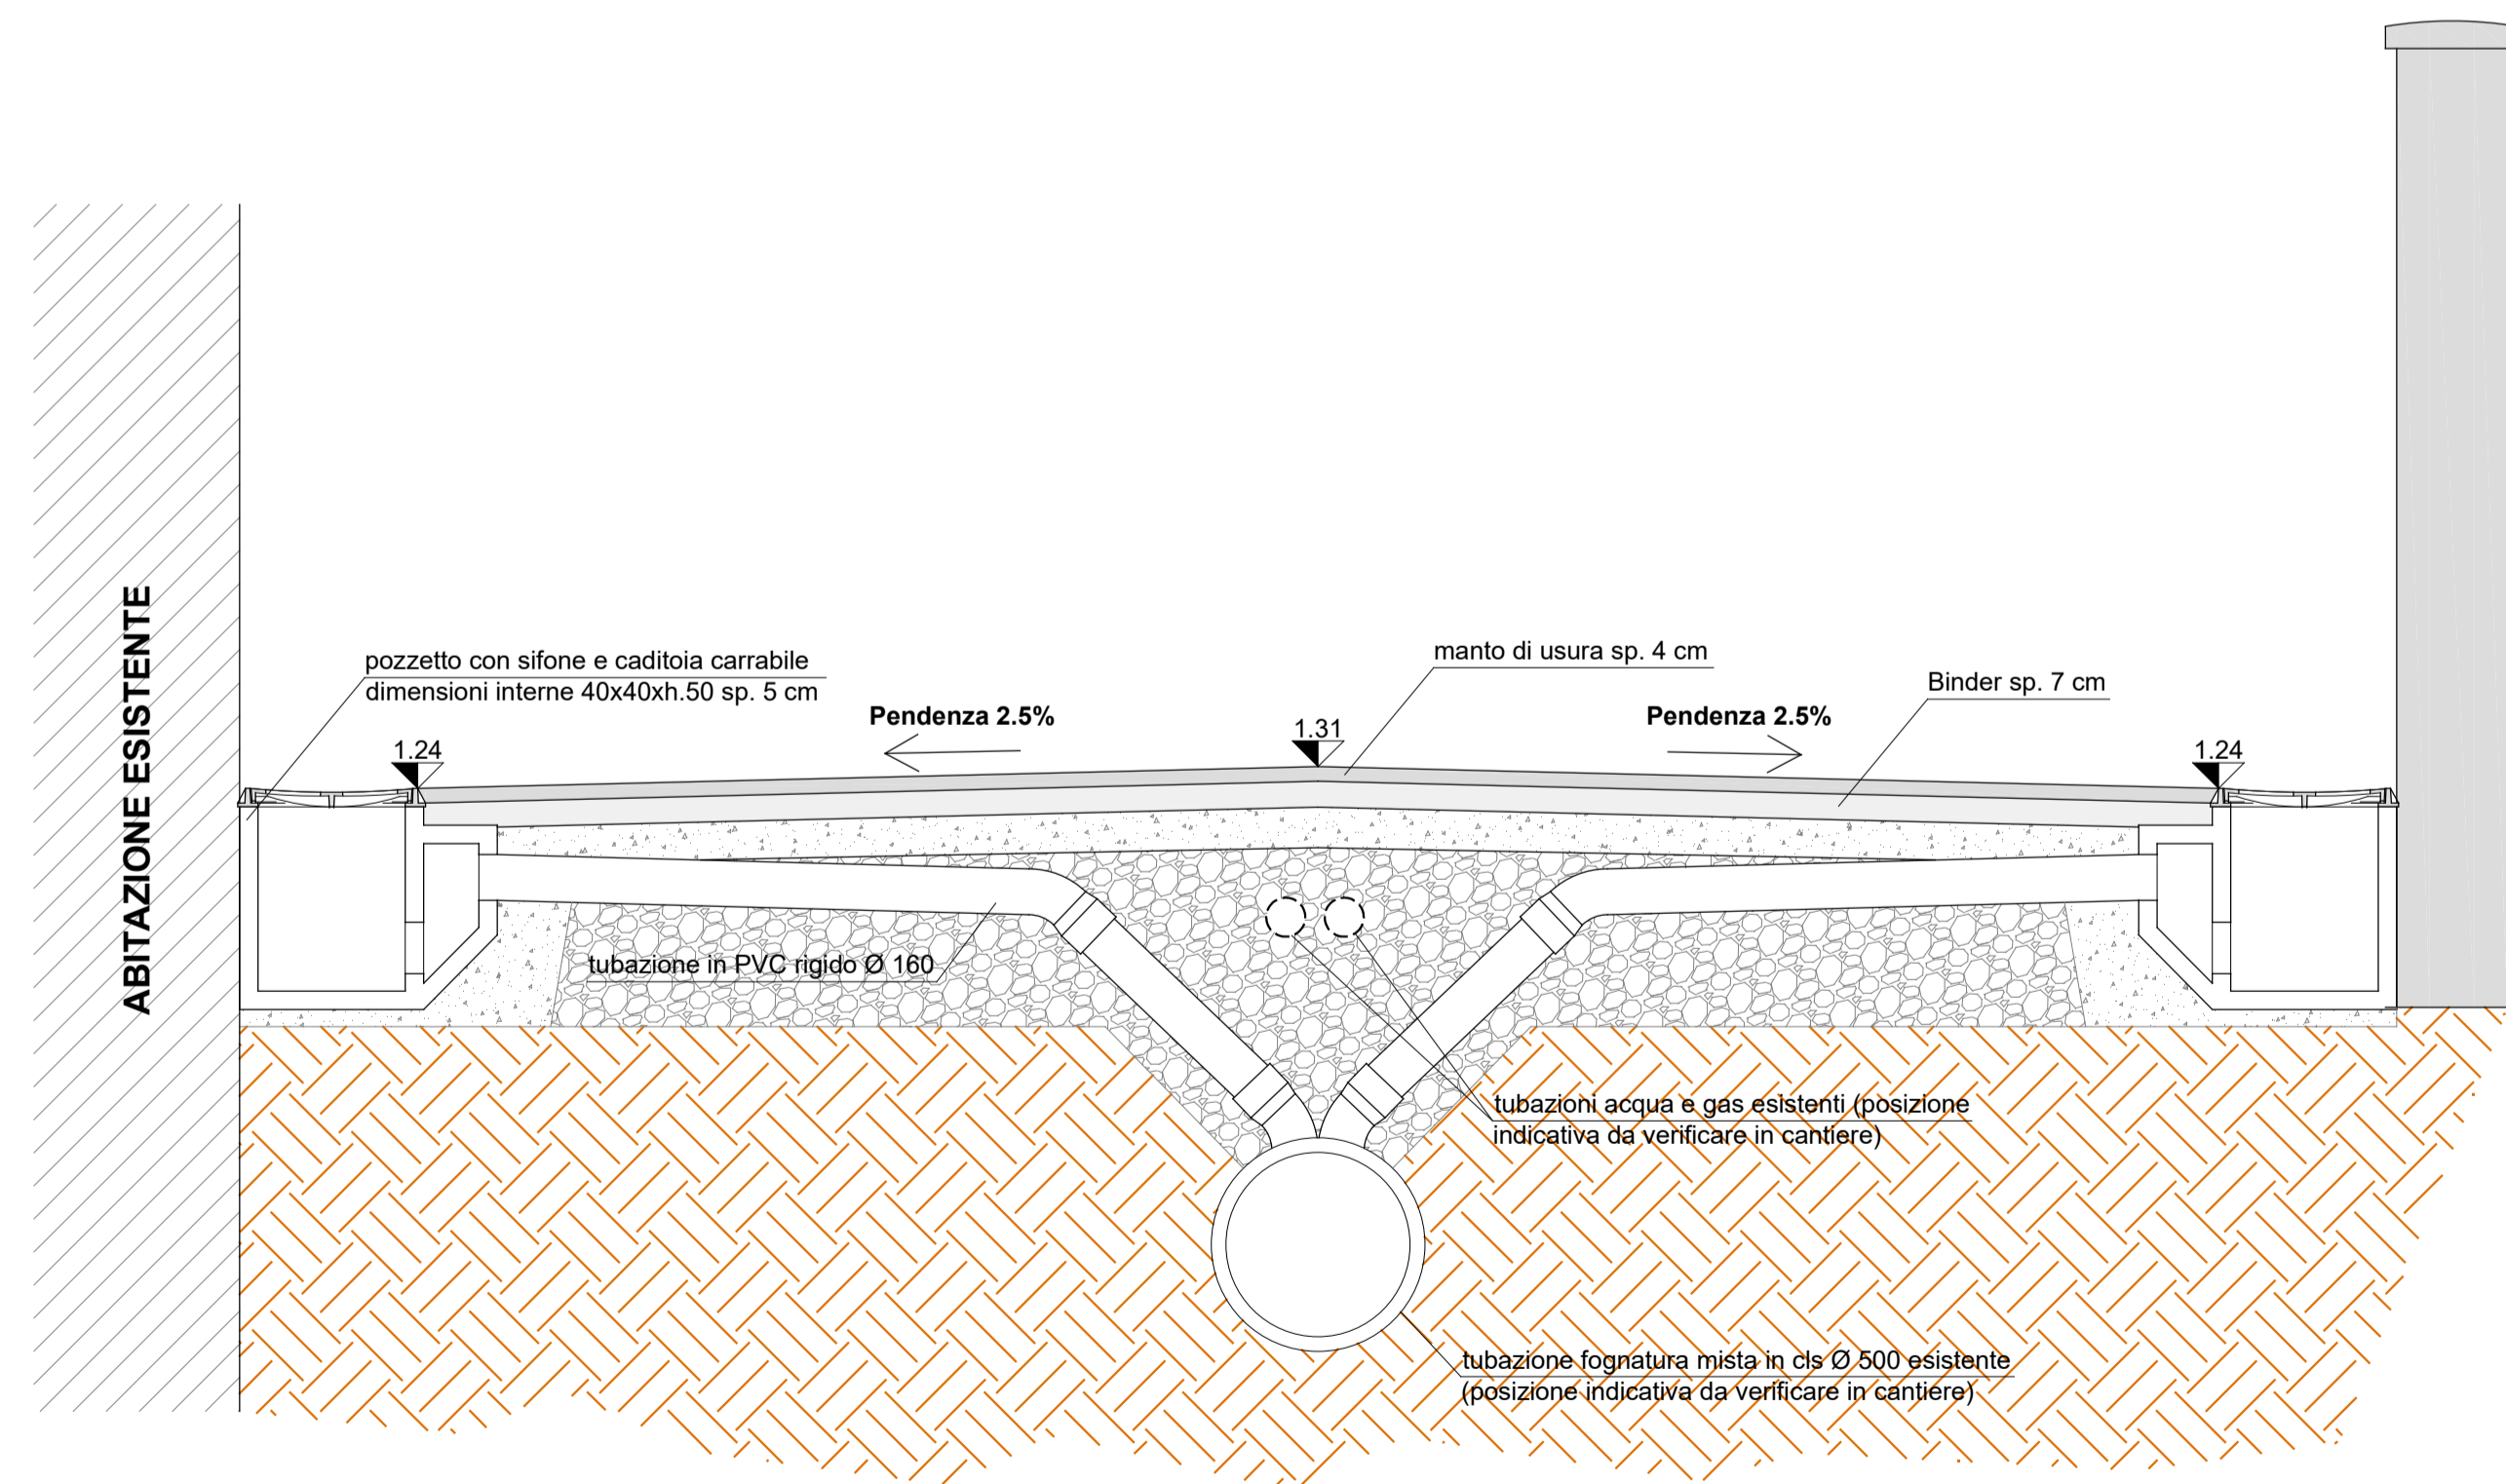 ABITAZIONE ESISTENTE
pozzetto con sifone e caditoia carrabile
dimensioni interne 40x40xh.50 sp. 5 cm
manto di usura sp. 4 cm
Binder sp. 7 cm
Pendenza 2.5%
Pendenza 2.5%
1.24
1.31
1.24
tubazione in PVC rigido Ø 160
tubazioni acqua e gas esistenti (posizione
indicativa da verificare in cantiere)
tubazione fognatura mista in cls Ø 500 esistente
(posizione indicativa da verificare in cantiere)